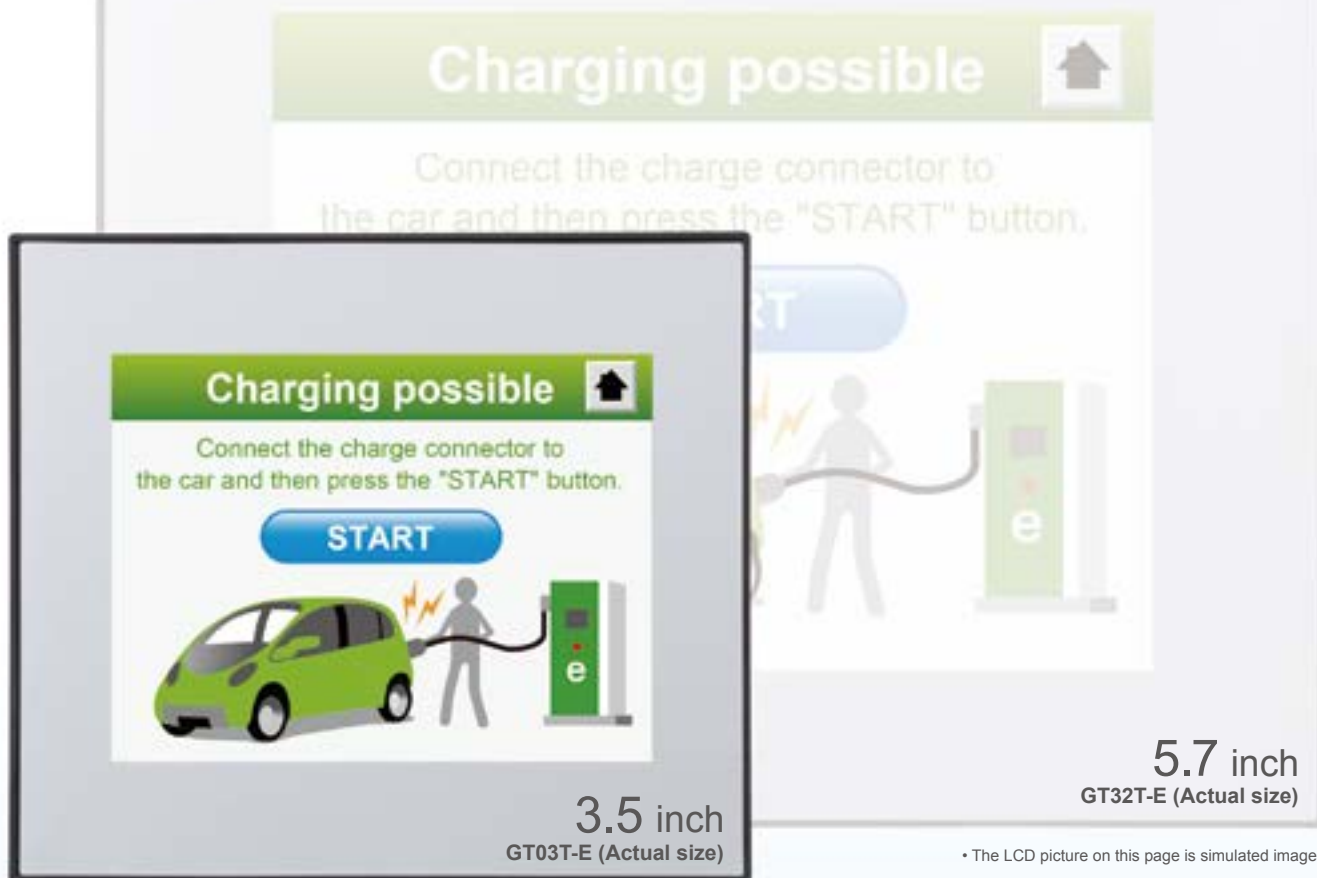 Charging possible
Connect the charge connector to
the car and then press the "START" button.
RT
e
5.7 inch
GT32T-E (Actual size)
Charging possible
Connect the charge connector to
the car and then press the "START" button.
START
e
3.5 inch
GT03T-E (Actual size)
• The LCD picture on this page is simulated image